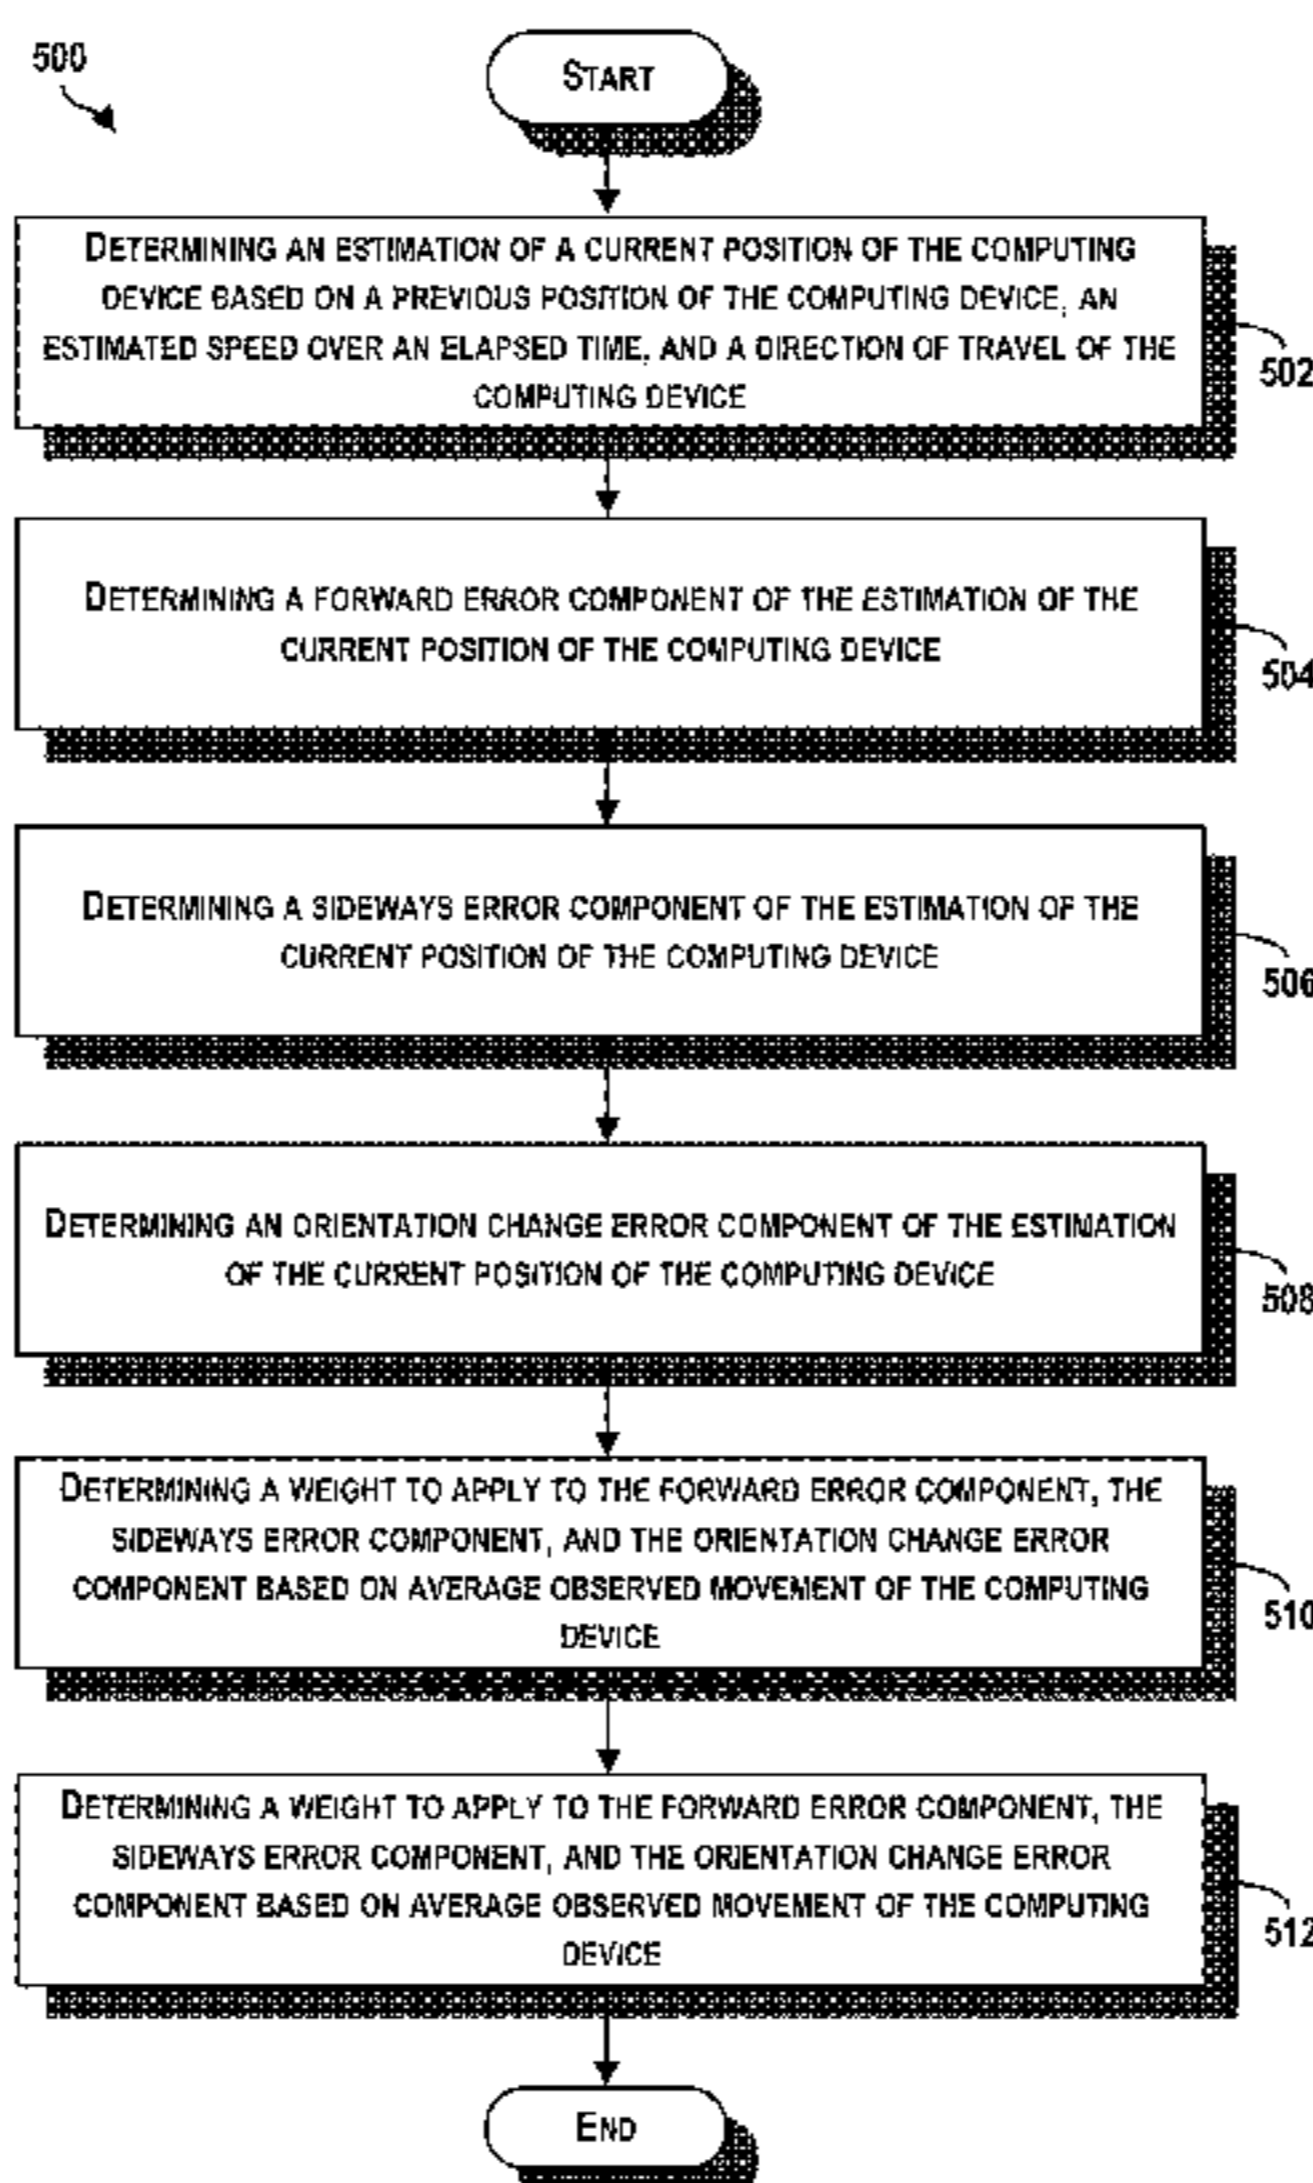 500
START
DETERMINING AN ESTIMATION OF A CURRENT POSITION OF THE COMPUTING
DEVICE BASED ON A PREVIOUS POSITION OF THE COMPUTING DEVICE, AN
ESTIMATED SPEED OVER AN ELAPSED TIME, AND A DIRECTION OF TRAVEL OF THE
COMPUTING DEVICE
502
DETERMINING A FORWARD ERROR COMPONENT OF THE ESTIMATION OF THE
CURRENT POSITION OF THE COMPUTING DEVICE
504
DETERMINING A SIDEWAYS ERROR COMPONENT OF THE ESTIMATION OF THE
CURRENT POSITION OF THE COMPUTING DEVICE
506
DETERMINING AN ORIENTATION CHANGE ERROR COMPONENT OF THE ESTIMATION
OF THE CURRENT POSITION OF THE COMPUTING DEVICE
508
DETERMINING A WEIGHT TO APPLY TO THE FORWARD ERROR COMPONENT, THE
SIDEWAYS ERROR COMPONENT, AND THE ORIENTATION CHANGE ERROR
COMPONENT BASED ON AVERAGE OBSERVED MOVEMENT OF THE COMPUTING
DEVICE
510
DETERMINING A WEIGHT TO APPLY TO THE FORWARD ERROR COMPONENT, THE
SIDEWAYS ERROR COMPONENT, AND THE ORIENTATION CHANGE ERROR
COMPONENT BASED ON AVERAGE OBSERVED MOVEMENT OF THE COMPUTING
DEVICE
512
END